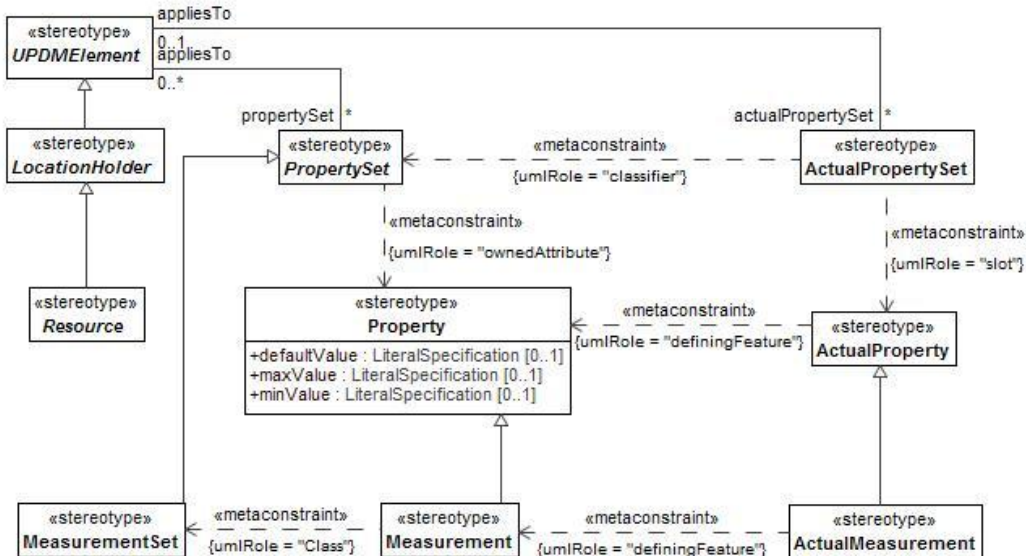 appliesTo
«stereotype»
UPDMElement
0..1
appliesTo
0..*
propertySet
*
actualPropertySet
*
«stereotype»
LocationHolder
«stereotype»
PropertySet
«metaconstraint»
{umlRole = "classifier"}
«stereotype»
ActualPropertySet
«metaconstraint»
{umlRole = "ownedAttribute"}
«metaconstraint»
{umlRole = "slot"}
«stereotype»
Resource
«stereotype»
Property
+defaultValue : LiteralSpecification [0..1]
+maxValue : LiteralSpecification [0..1]
+minValue : LiteralSpecification [0..1]
«metaconstraint»
{umlRole = "definingFeature"}
«stereotype»
ActualProperty
«stereotype»
MeasurementSet
«metaconstraint»
{umlRole = "Class"}
«stereotype»
Measurement
«metaconstraint»
{umlRole = "definingFeature"}
«stereotype»
ActualMeasurement